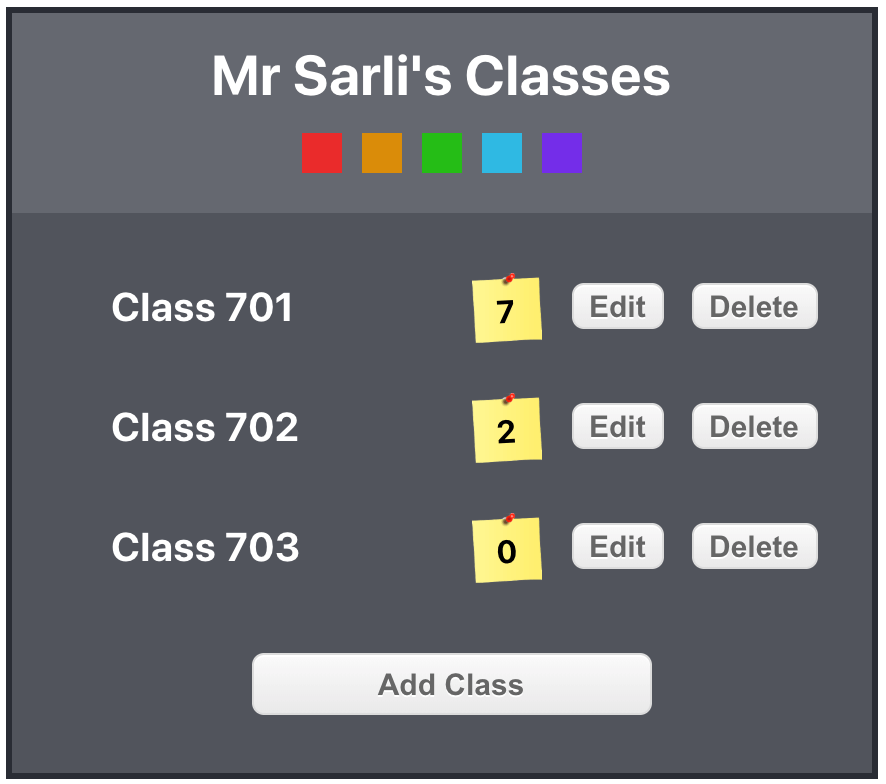 Mr Sarli's Classes
Class 701 7 Edit Delete
Class 702 2 Edit Delete
Class 703 0 Edit Delete
Add Class